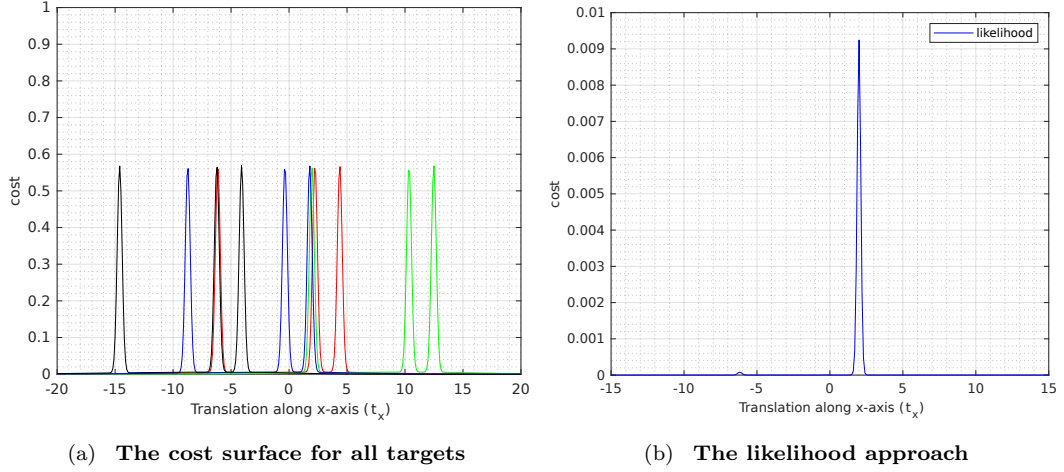 1
0.9
0.8
0.7
0.6
0.5
0.4
0.3
0.2
0.1
0
cost
-20 -15 -10 -5 0 5 10 15 20
Translation along x-axis (t_x)
(a) The cost surface for all targets
0.01
0.009
0.008
0.007
0.006
0.005
0.004
0.003
0.002
0.001
0
cost
likelihood
-15 -10 -5 0 5 10 15
Translation along x-axis (t_x)
(b) The likelihood approach